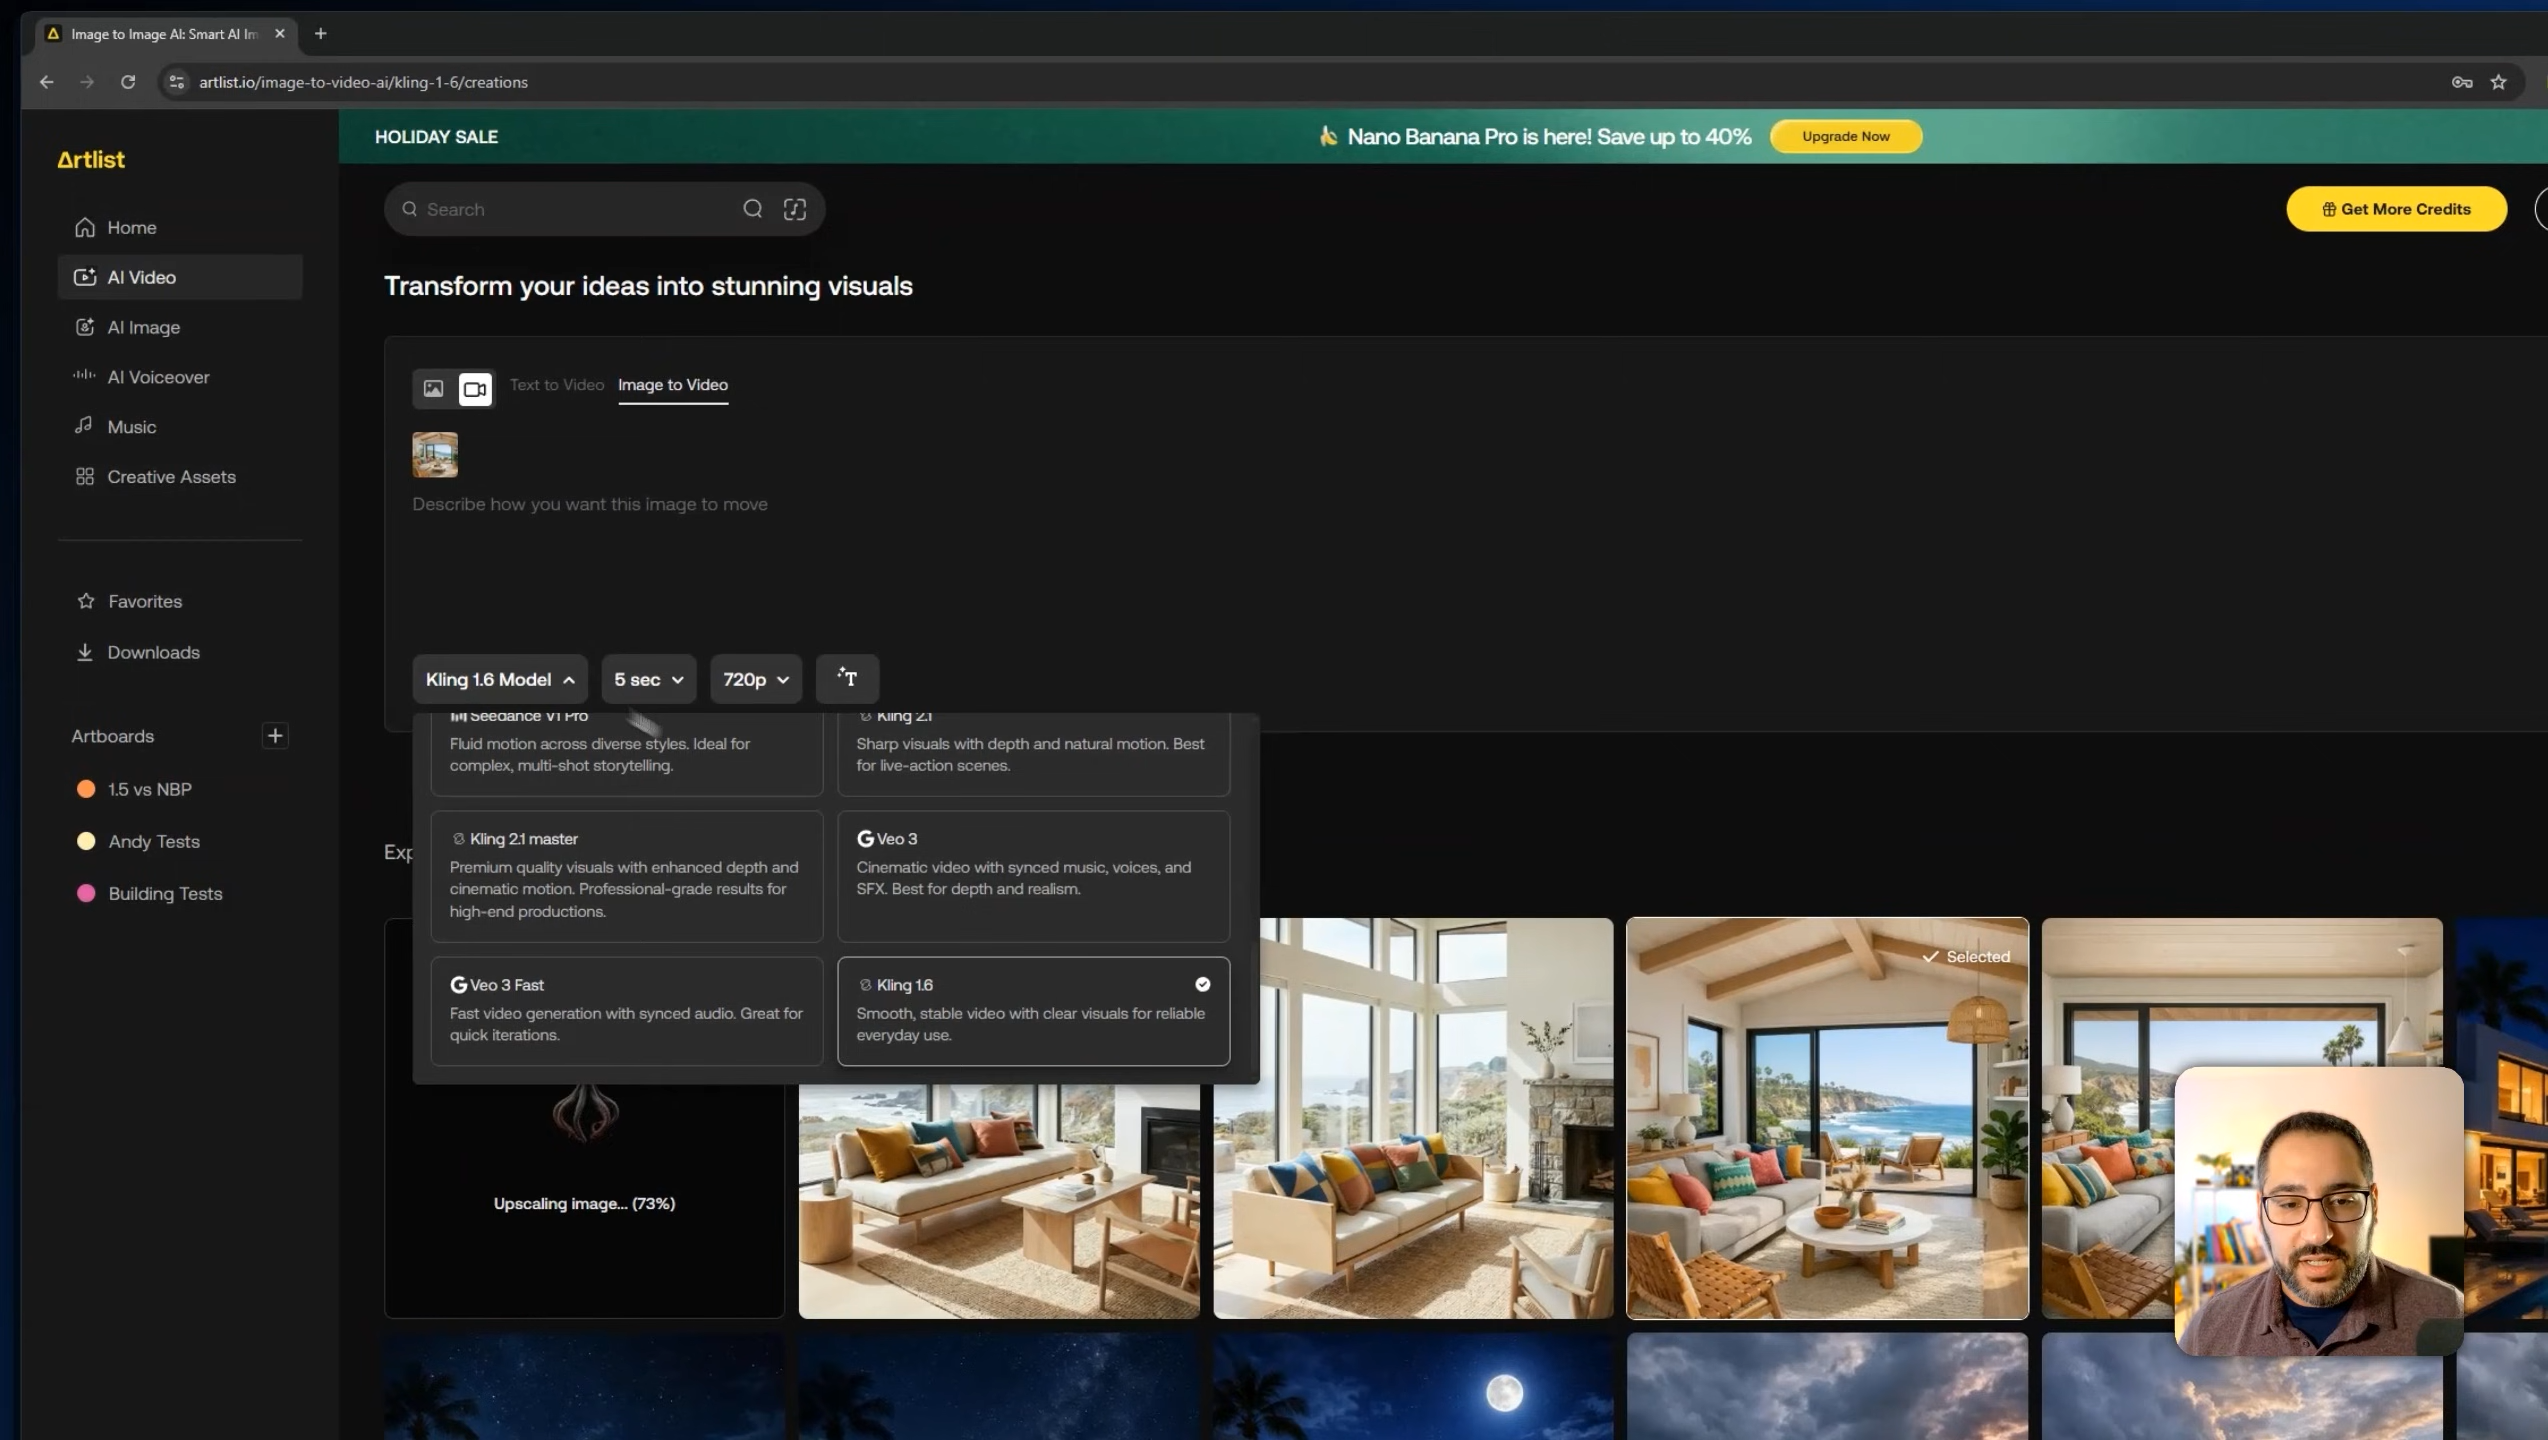 Image to Image AI: Smart AI Im
artlist.io/image-to-video-ai/kling-1-6/creations
HOLIDAY SALE
🍌 Nano Banana Pro is here! Save up to 40%
Upgrade Now
Artlist
Search
Get More Credits
Home
AI Video
AI Image
AI Voiceover
Music
Creative Assets
Favorites
Downloads
Artboards
1.5 vs NBP
Andy Tests
Building Tests
Transform your ideas into stunning visuals
Text to Video
Image to Video
Describe how you want this image to move
Kling 1.6 Model
5 sec
720p
T
Seedance V1 Pro
Fluid motion across diverse styles. Ideal for
complex, multi-shot storytelling.
Kling 2.1
Sharp visuals with depth and natural motion. Best
for live-action scenes.
Kling 2.1 master
Premium quality visuals with enhanced depth and
cinematic motion. Professional-grade results for
high-end productions.
G Veo 3
Cinematic video with synced music, voices, and
SFX. Best for depth and realism.
G Veo 3 Fast
Fast video generation with synced audio. Great for
quick iterations.
Kling 1.6
Smooth, stable video with clear visuals for reliable
everyday use.
Exp
Selected
Upscaling image... (73%)